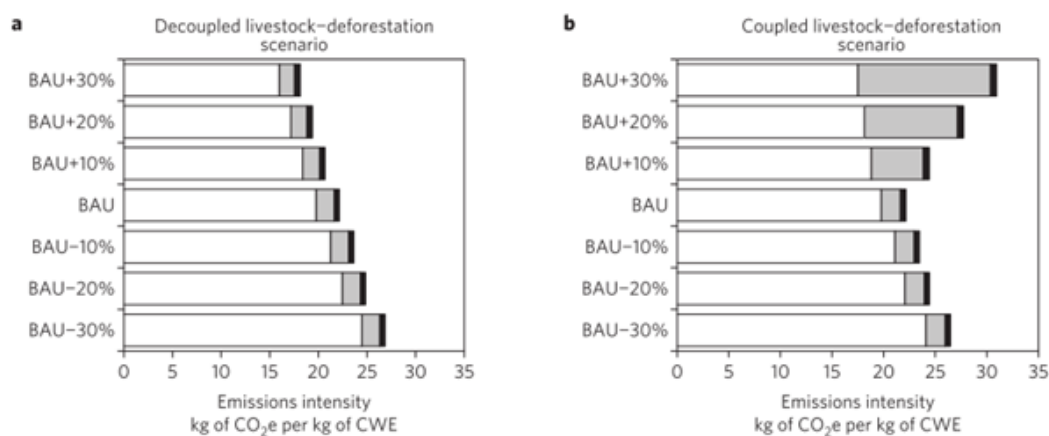 a
Decoupled livestock–deforestation
scenario
BAU+30%
BAU+20%
BAU+10%
BAU
BAU−10%
BAU−20%
BAU−30%
0 5 10 15 20 25 30 35
Emissions intensity
kg of CO₂e per kg of CWE
b
Coupled livestock–deforestation
scenario
BAU+30%
BAU+20%
BAU+10%
BAU
BAU−10%
BAU−20%
BAU−30%
0 5 10 15 20 25 30 35
Emissions intensity
kg of CO₂e per kg of CWE